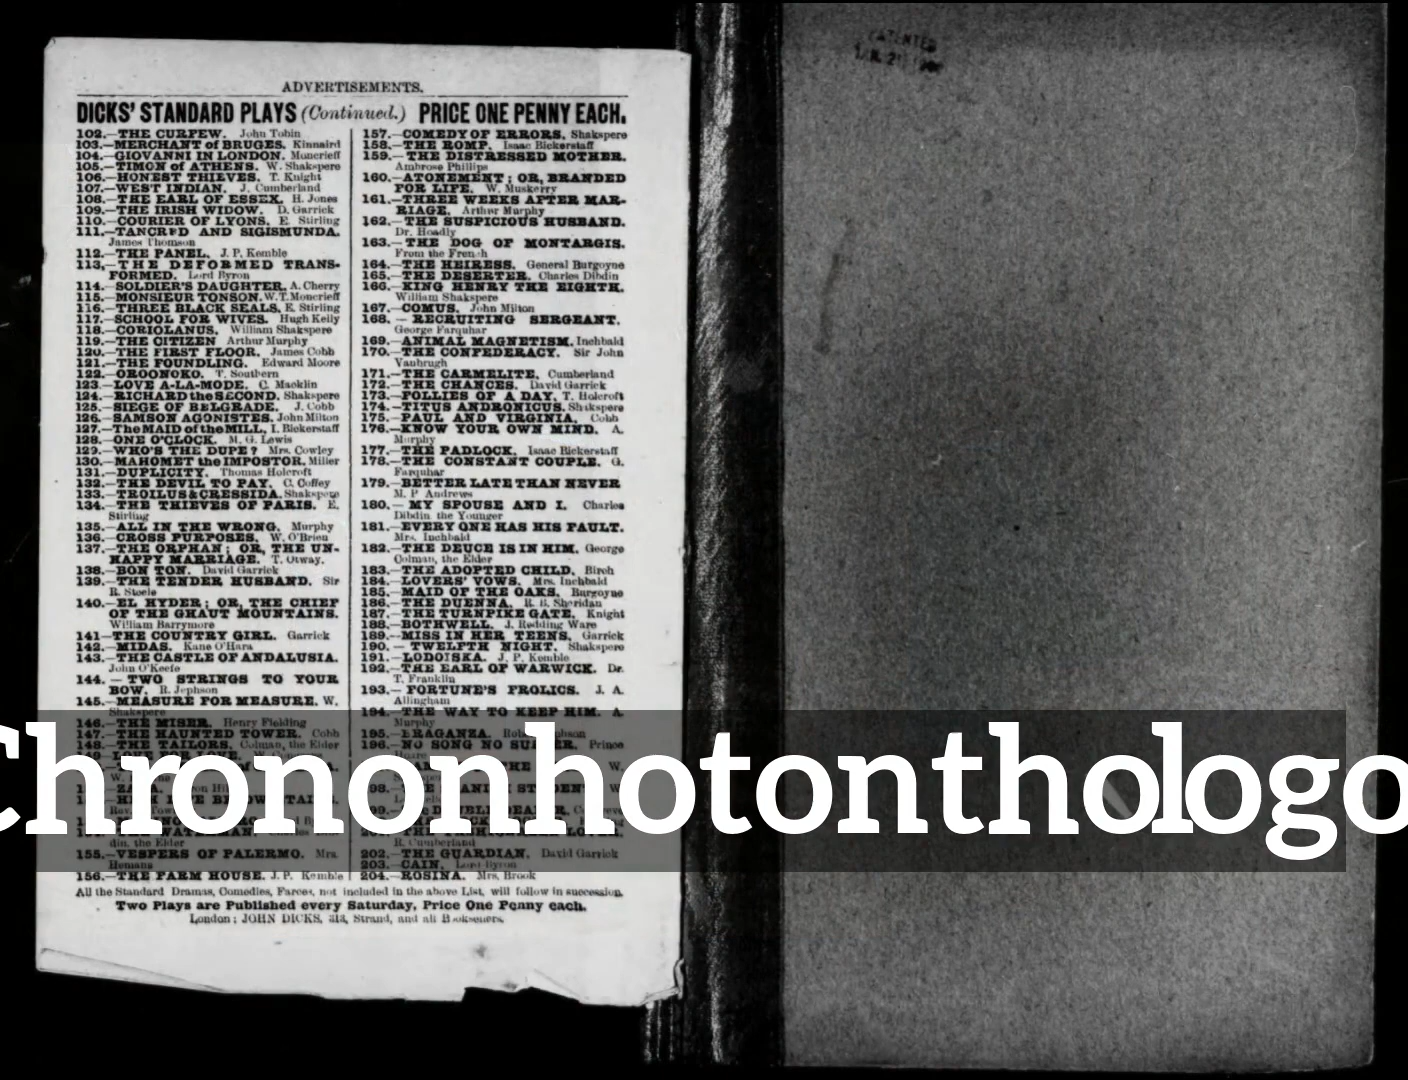 ADVERTISEMENTS.
DICKS' STANDARD PLAYS (Continued.) PRICE ONE PENNY EACH.
102.—THE CURFEW. John Tobin
103.—MERCHANT of BRUGES. Kinnaird
104.—GIOVANNI IN LONDON. Moncrieff
105.—TIMON of ATHENS. W. Shakspere
106.—HONEST THIEVES. T. Knight
107.—WEST INDIAN. J. Cumberland
108.—THE EARL OF ESSEX. H. Jones
109.—THE IRISH WIDOW. D. Garrick
110.—COURIER OF LYONS. E. Stirling
111.—TANCRED AND SIGISMUNDA.
James Thomson
112.—THE PANEL. J. P. Kemble
113.—THE DEFORMED TRANS-
FORMED. Lord Byron
114.—SOLDIER'S DAUGHTER. A. Cherry
115.—MONSIEUR TONSON. W. T. Moncrieff
116.—THREE BLACK SEALS. E. Stirling
117.—SCHOOL FOR WIVES. Hugh Kelly
118.—CORIOLANUS. William Shakspere
119.—THE CITIZEN Arthur Murphy
120.—THE FIRST FLOOR. James Cobb
121.—THE FOUNDLING. Edward Moore
122.—OROONOKO. T. Southern
123.—LOVE A-LA-MODE. C. Macklin
124.—RICHARD the SECOND. Shakspere
125.—SIEGE OF BELGRADE. J. Cobb
126.—SAMSON AGONISTES. John Milton
127.—The MAID of the MILL. I. Bickerstaff
128.—ONE O'CLOCK. M. G. Lewis
129.—WHO'S THE DUPE? Mrs. Cowley
130.—MAHOMET the IMPOSTOR. Miller
131.—DUPLICITY. Thomas Holcroft
132.—THE DEVIL TO PAY. C. Coffey
133.—TROILUS & CRESSIDA. Shakspere
134.—THE THIEVES OF PARIS. E.
Stirling
135.—ALL IN THE WRONG. Murphy
136.—CROSS PURPOSES. W. O'Brien
137.—THE ORPHAN; OR, THE UN-
HAPPY MARRIAGE. T. Otway.
138.—BON TON. David Garrick
139.—THE TENDER HUSBAND. Sir
R. Steele
140.—EL HYDER; OR, THE CHIEF
OF THE GHAUT MOUNTAINS.
William Barrymore
141—THE COUNTRY GIRL. Garrick
142.—MIDAS. Kane O'Hara
143.—THE CASTLE OF ANDALUSIA.
John O'Keefe
144.—TWO STRINGS TO YOUR
BOW. R. Jephson
145.—MEASURE FOR MEASURE. W.
Shakspere
146.—THE MISER. Henry Fielding
147.—THE HAUNTED TOWER. Cobb
148.—THE TAILORS. Colman, the Elder
149.—LOVE FOR LOVE.
din, the Elder
155.—VESPERS OF PALERMO. Mrs.
Hemans
156.—THE FARM HOUSE. J. P. Kemble
157.—COMEDY OF ERRORS. Shakspere
158.—THE ROMP. Isaac Bickerstaff
159.—THE DISTRESSED MOTHER.
Ambrose Phillips
160.—ATONEMENT; OR, BRANDED
FOR LIFE. W. Muskerry
161.—THREE WEEKS AFTER MAR-
RIAGE. Arthur Murphy
162.—THE SUSPICIOUS HUSBAND.
Dr. Hoadly
163.—THE DOG OF MONTARGIS.
From the French
164.—THE HEIRESS. General Burgoyne
165.—THE DESERTER. Charles Dibdin
166.—KING HENRY THE EIGHTH.
William Shakspere
167.—COMUS. John Milton
168.—RECRUITING SERGEANT.
George Farquhar
169.—ANIMAL MAGNETISM. Inchbald
170.—THE CONFEDERACY. Sir John
Vanbrugh
171.—THE CARMELITE. Cumberland
172.—THE CHANCES. David Garrick
173.—FOLLIES OF A DAY. T. Holcroft
174.—TITUS ANDRONICUS. Shakspere
175.—PAUL AND VIRGINIA. Cobb
176.—KNOW YOUR OWN MIND. A.
Murphy
177.—THE PADLOCK. Isaac Bickerstaff
178.—THE CONSTANT COUPLE. G.
Farquhar
179.—BETTER LATE THAN NEVER
M. P. Andrews
180.—MY SPOUSE AND I. Charles
Dibdin the Younger
181.—EVERY ONE HAS HIS FAULT.
Mrs. Inchbald
182.—THE DEUCE IS IN HIM. George
Colman, the Elder
183.—THE ADOPTED CHILD. Birch
184.—LOVERS' VOWS. Mrs. Inchbald
185.—MAID OF THE OAKS. Burgoyne
186.—THE DUENNA. R. B. Sheridan
187.—THE TURNPIKE GATE. Knight
188.—BOTHWELL. J. Redding Ware
189.—MISS IN HER TEENS. Garrick
190.—TWELFTH NIGHT. Shakspere
191.—LODOISKA. J. P. Kemble
192.—THE EARL OF WARWICK. Dr.
T. Franklin
193.—FORTUNE'S FROLICS. J. A.
Allingham
194.—THE WAY TO KEEP HIM. A.
Murphy
195.—BRAGANZA.
196.—NO SONG NO SUPPER. Prince
R. Cumberland
202.—THE GUARDIAN. David Garrick
203.—CAIN. Lord Byron
204.—ROSINA. Mrs. Brook
All the Standard Dramas, Comedies, Farces, not included in the above List, will follow in succession.
Two Plays are Published every Saturday, Price One Penny each.
London: JOHN DICKS, 313, Strand, and all Booksellers.
PATENTED
Chrononhotonthologo